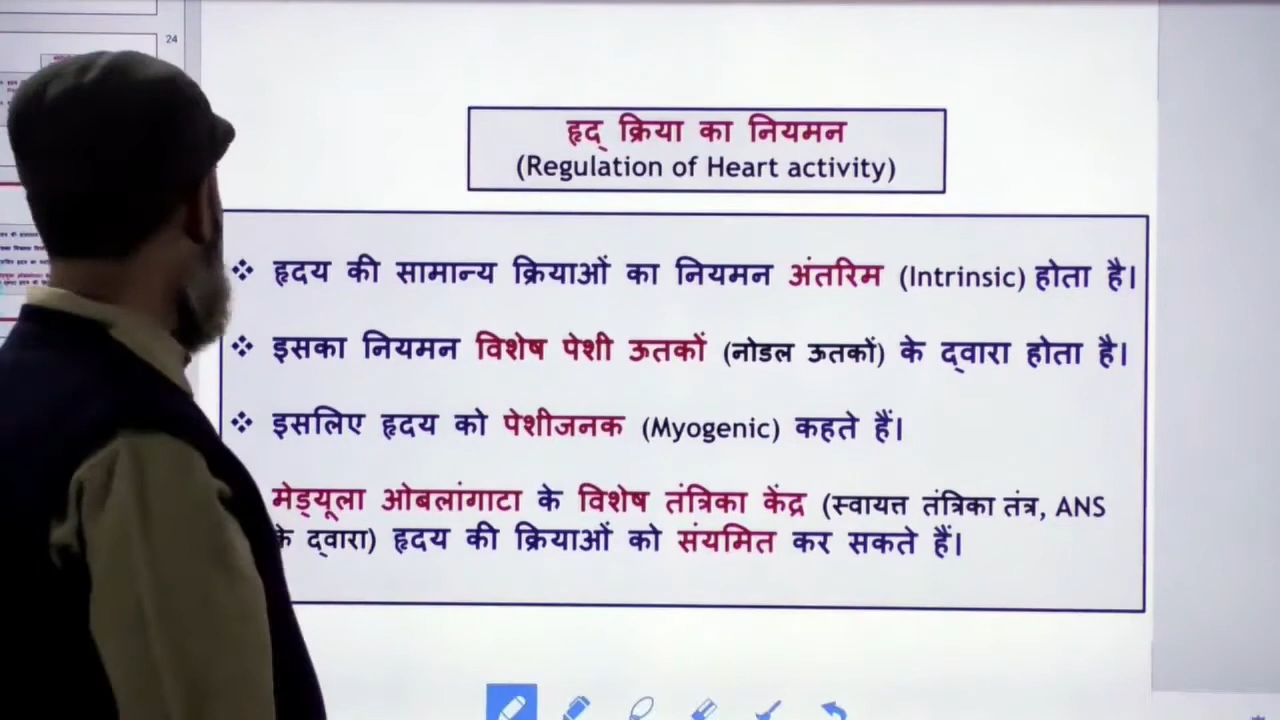 24
हृद् क्रिया का नियमन
(Regulation of Heart activity)
❖ हृदय की सामान्य क्रियाओं का नियमन अंतरिम (Intrinsic) होता है।
❖ इसका नियमन विशेष पेशी ऊतकों (नोडल ऊतकों) के द्वारा होता है।
❖ इसलिए हृदय को पेशीजनक (Myogenic) कहते हैं।
मेड्यूला ओबलांगाटा के विशेष तंत्रिका केंद्र (स्वायत्त तंत्रिका तंत्र, ANS
के द्वारा) हृदय की क्रियाओं को संयमित कर सकते हैं।